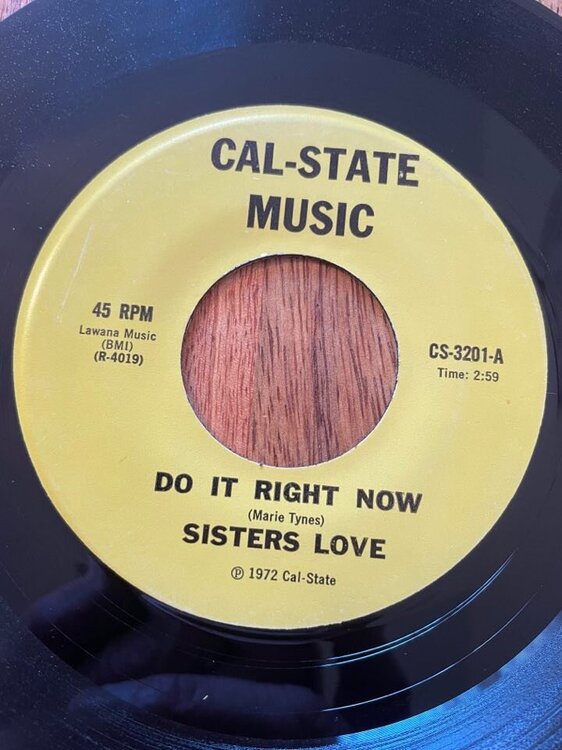 CAL-STATE
MUSIC
45 RPM
Lawana Music
(BMI)
(R-4019)
CS-3201-A
Time: 2:59
DO IT RIGHT NOW
(Marie Tynes)
SISTERS LOVE
℗ 1972 Cal-State